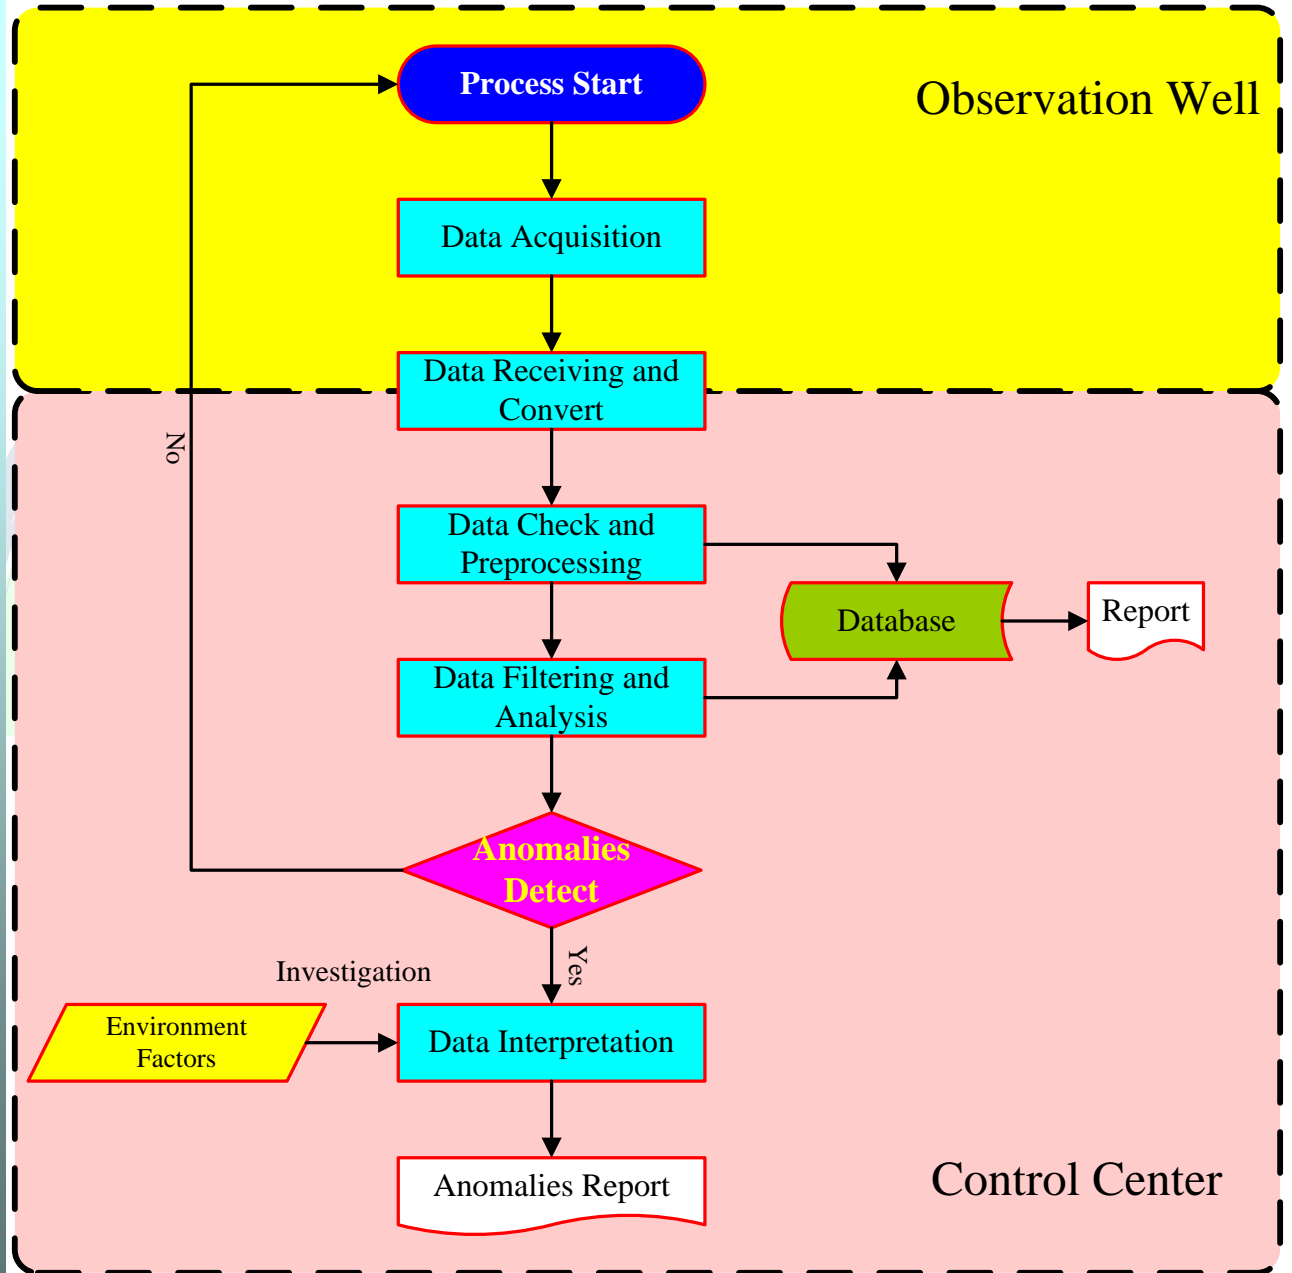 Process Start
Observation Well
Data Acquisition
Data Receiving and
Convert
No
Data Check and
Preprocessing
Database
Report
Data Filtering and
Analysis
Anomalies
Detect
Yes
Investigation
Environment
Factors
Data Interpretation
Anomalies Report
Control Center